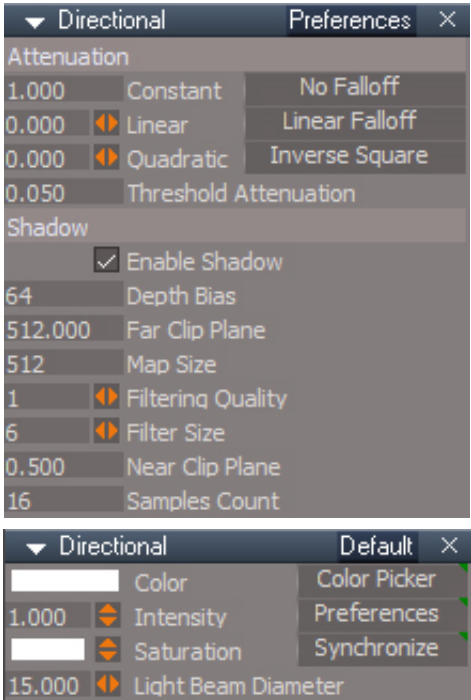 Directional Preferences
Attenuation
1.000 Constant No Falloff
0.000 Linear Linear Falloff
0.000 Quadratic Inverse Square
0.050 Threshold Attenuation
Shadow
Enable Shadow
64 Depth Bias
512.000 Far Clip Plane
512 Map Size
1 Filtering Quality
6 Filter Size
0.500 Near Clip Plane
16 Samples Count
Directional Default
Color Color Picker
1.000 Intensity Preferences
Saturation Synchronize
15.000 Light Beam Diameter